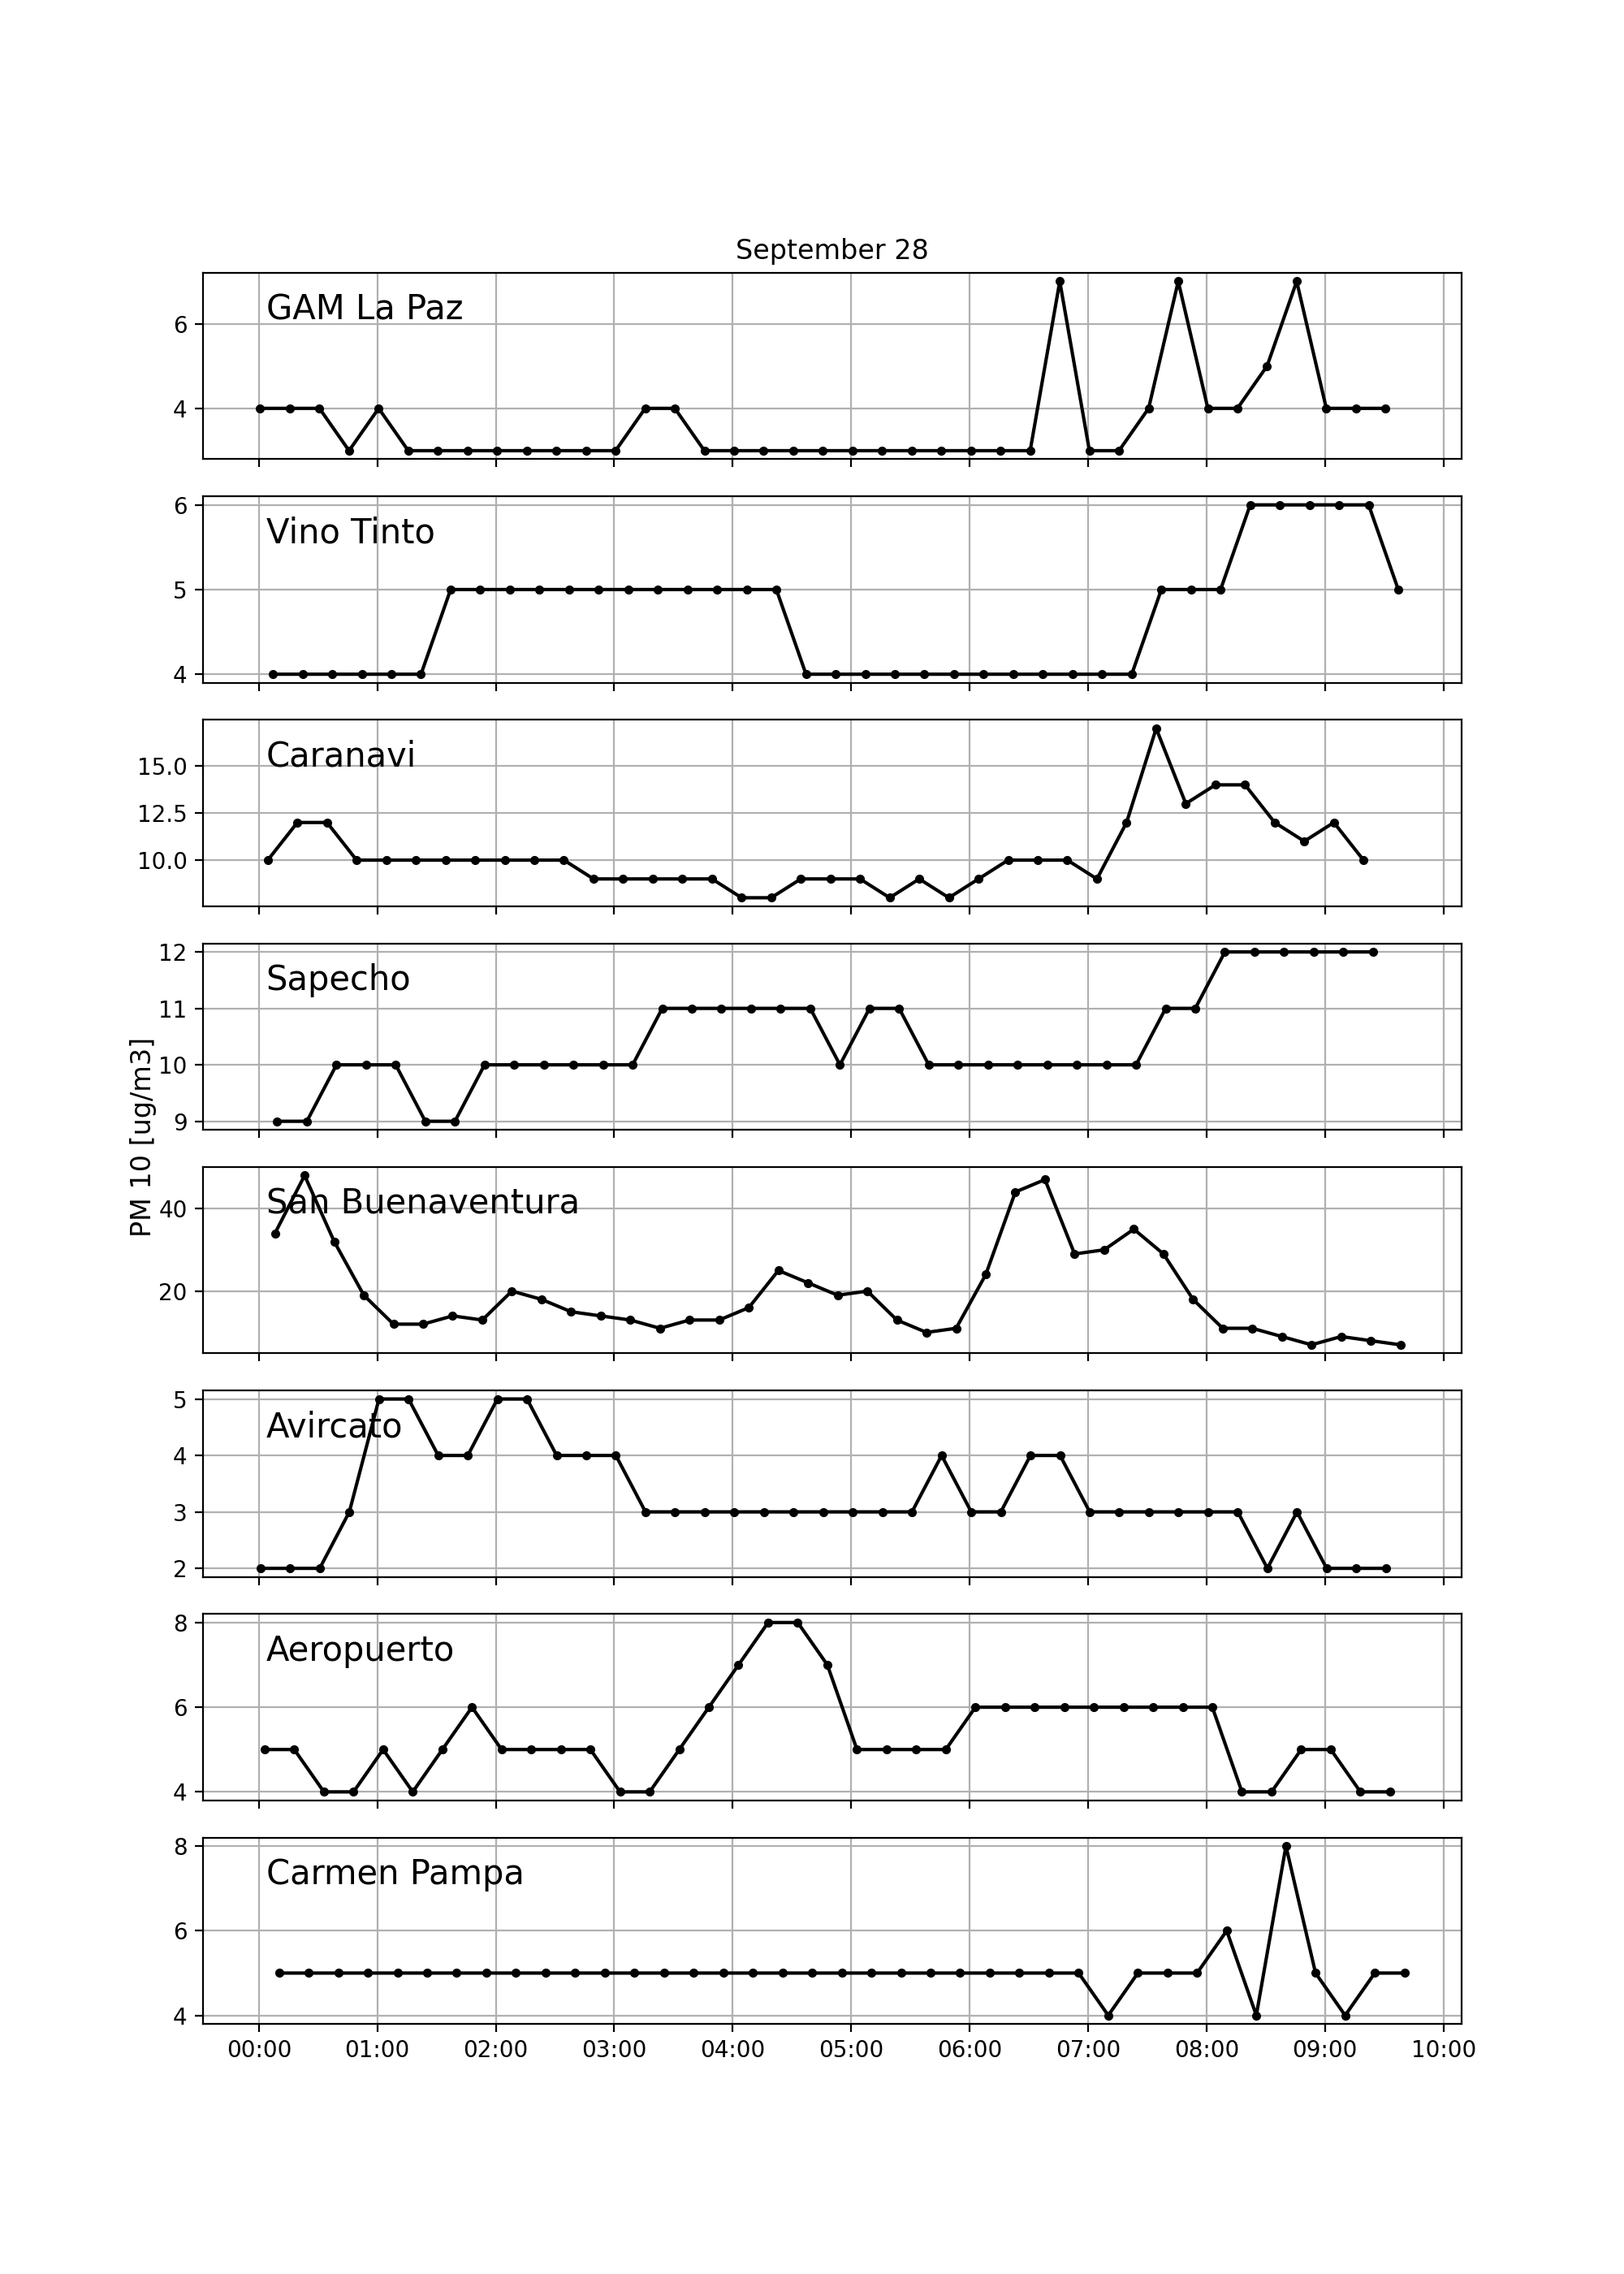 September 28
GAM La Paz
6
4
Vino Tinto
6
5
4
Caranavi
15.0
12.5
10.0
Sapecho
12
11
10
9
PM 10 [ug/m3]
San Buenaventura
40
20
Avircato
5
4
3
2
Aeropuerto
8
6
4
Carmen Pampa
8
6
4
00:00 01:00 02:00 03:00 04:00 05:00 06:00 07:00 08:00 09:00 10:00